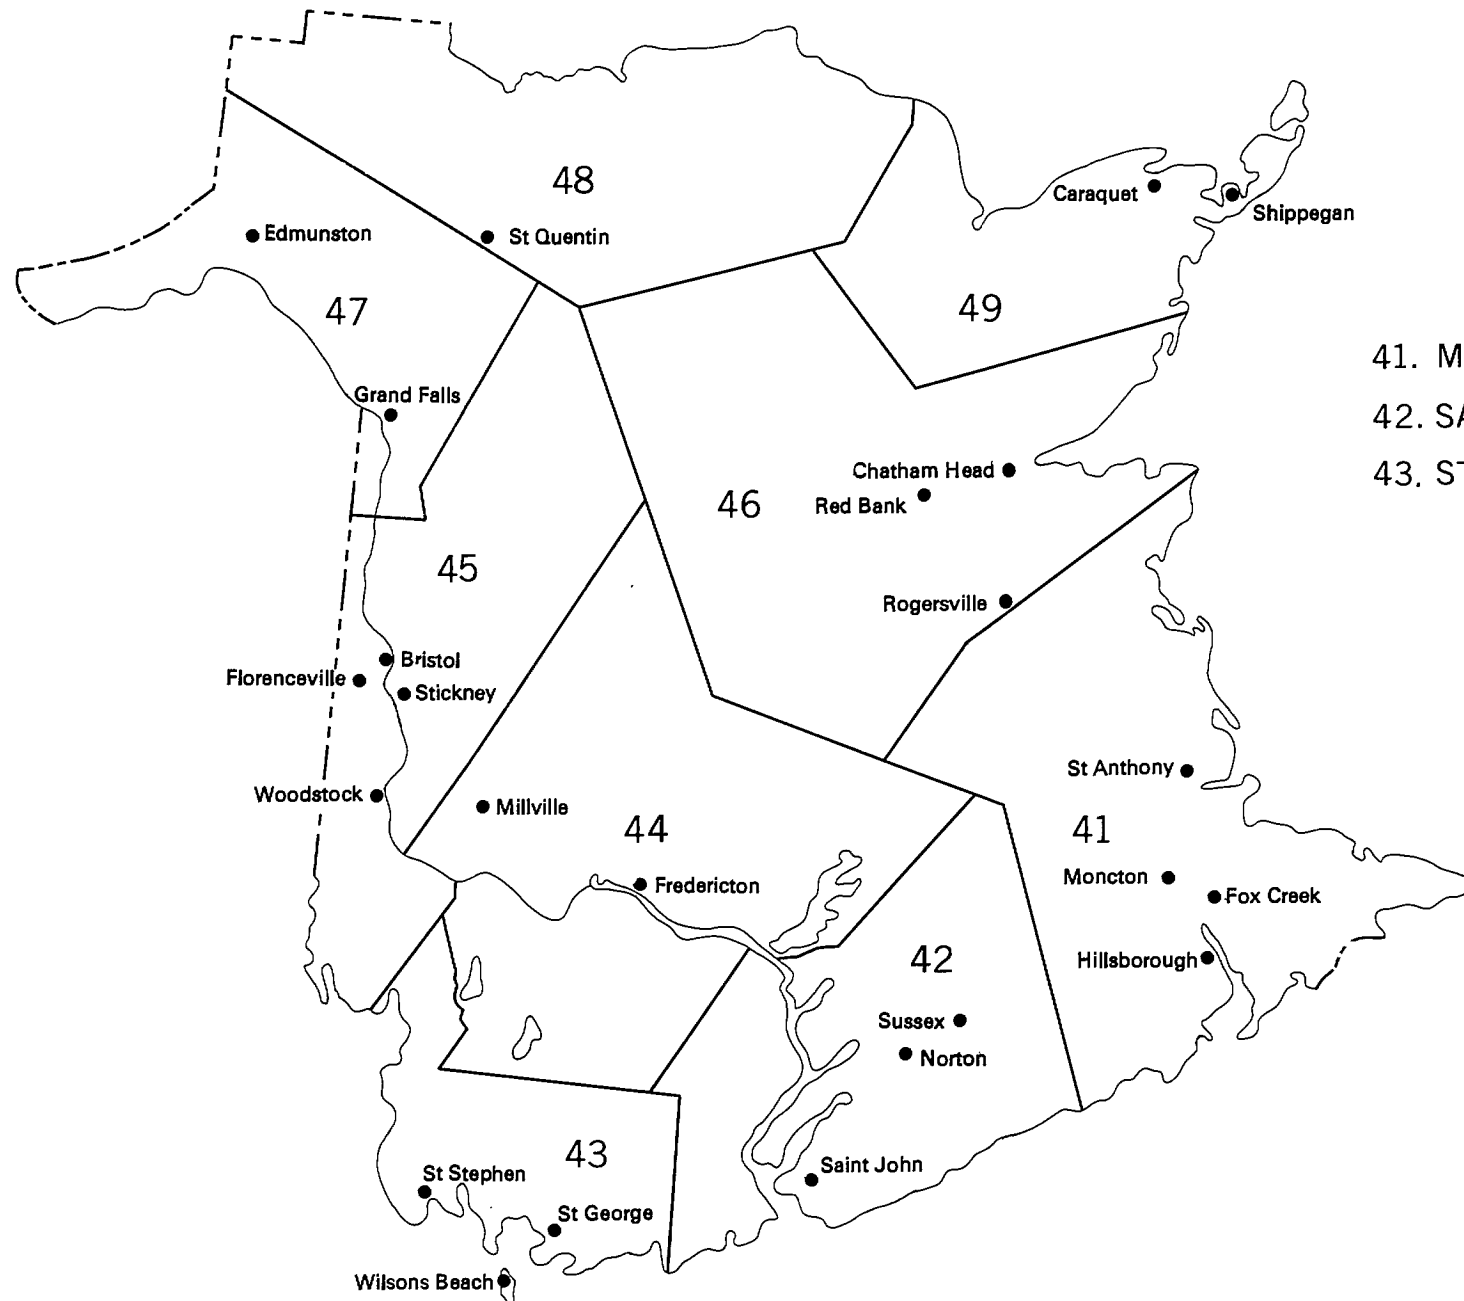 48
Caraquet
Shippegan
Edmunston
St Quentin
47
49
41. M
Grand Falls
42. SA
Chatham Head
43. ST
46
Red Bank
45
Rogersville
Bristol
Florenceville
Stickney
St Anthony
Woodstock
Millville
44
41
Moncton
Fredericton
Fox Creek
42
Hillsborough
Sussex
Norton
43
Saint John
St Stephen
St George
Wilsons Beach